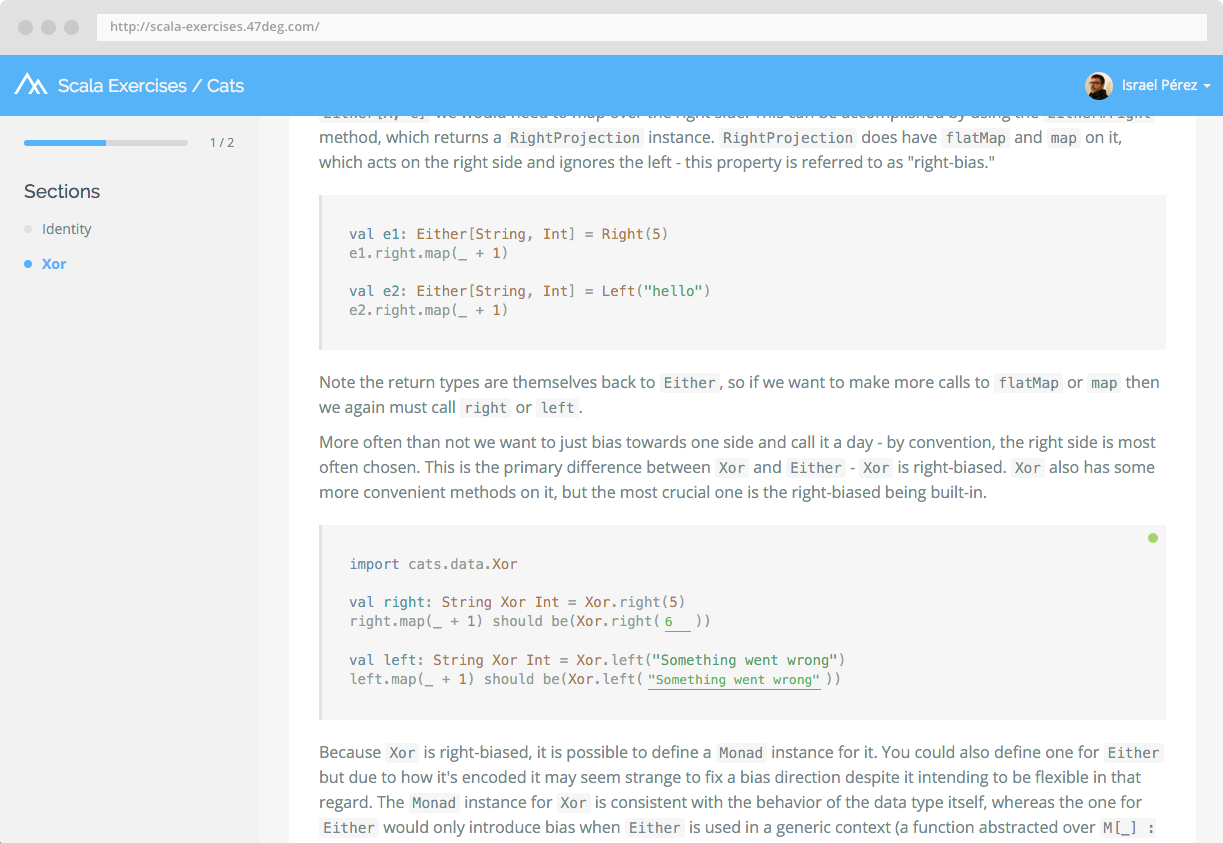 http://scala-exercises.47deg.com/
Scala Exercises / Cats
Israel Pérez
1 / 2
Sections
Identity
Xor
we would need to map over the right side. This can be accomplished by using the
method, which returns a RightProjection instance. RightProjection does have flatMap and map on it,
which acts on the right side and ignores the left - this property is referred to as "right-bias."
val e1: Either[String, Int] = Right(5)
e1.right.map(_ + 1)
val e2: Either[String, Int] = Left("hello")
e2.right.map(_ + 1)
Note the return types are themselves back to Either, so if we want to make more calls to flatMap or map then
we again must call right or left.
More often than not we want to just bias towards one side and call it a day - by convention, the right side is most
often chosen. This is the primary difference between Xor and Either - Xor is right-biased. Xor also has some
more convenient methods on it, but the most crucial one is the right-biased being built-in.
import cats.data.Xor
val right: String Xor Int = Xor.right(5)
right.map(_ + 1) should be(Xor.right( 6 ))
val left: String Xor Int = Xor.left("Something went wrong")
left.map(_ + 1) should be(Xor.left( "Something went wrong" ))
Because Xor is right-biased, it is possible to define a Monad instance for it. You could also define one for Either
but due to how it's encoded it may seem strange to fix a bias direction despite it intending to be flexible in that
regard. The Monad instance for Xor is consistent with the behavior of the data type itself, whereas the one for
Either would only introduce bias when Either is used in a generic context (a function abstracted over M[_] :